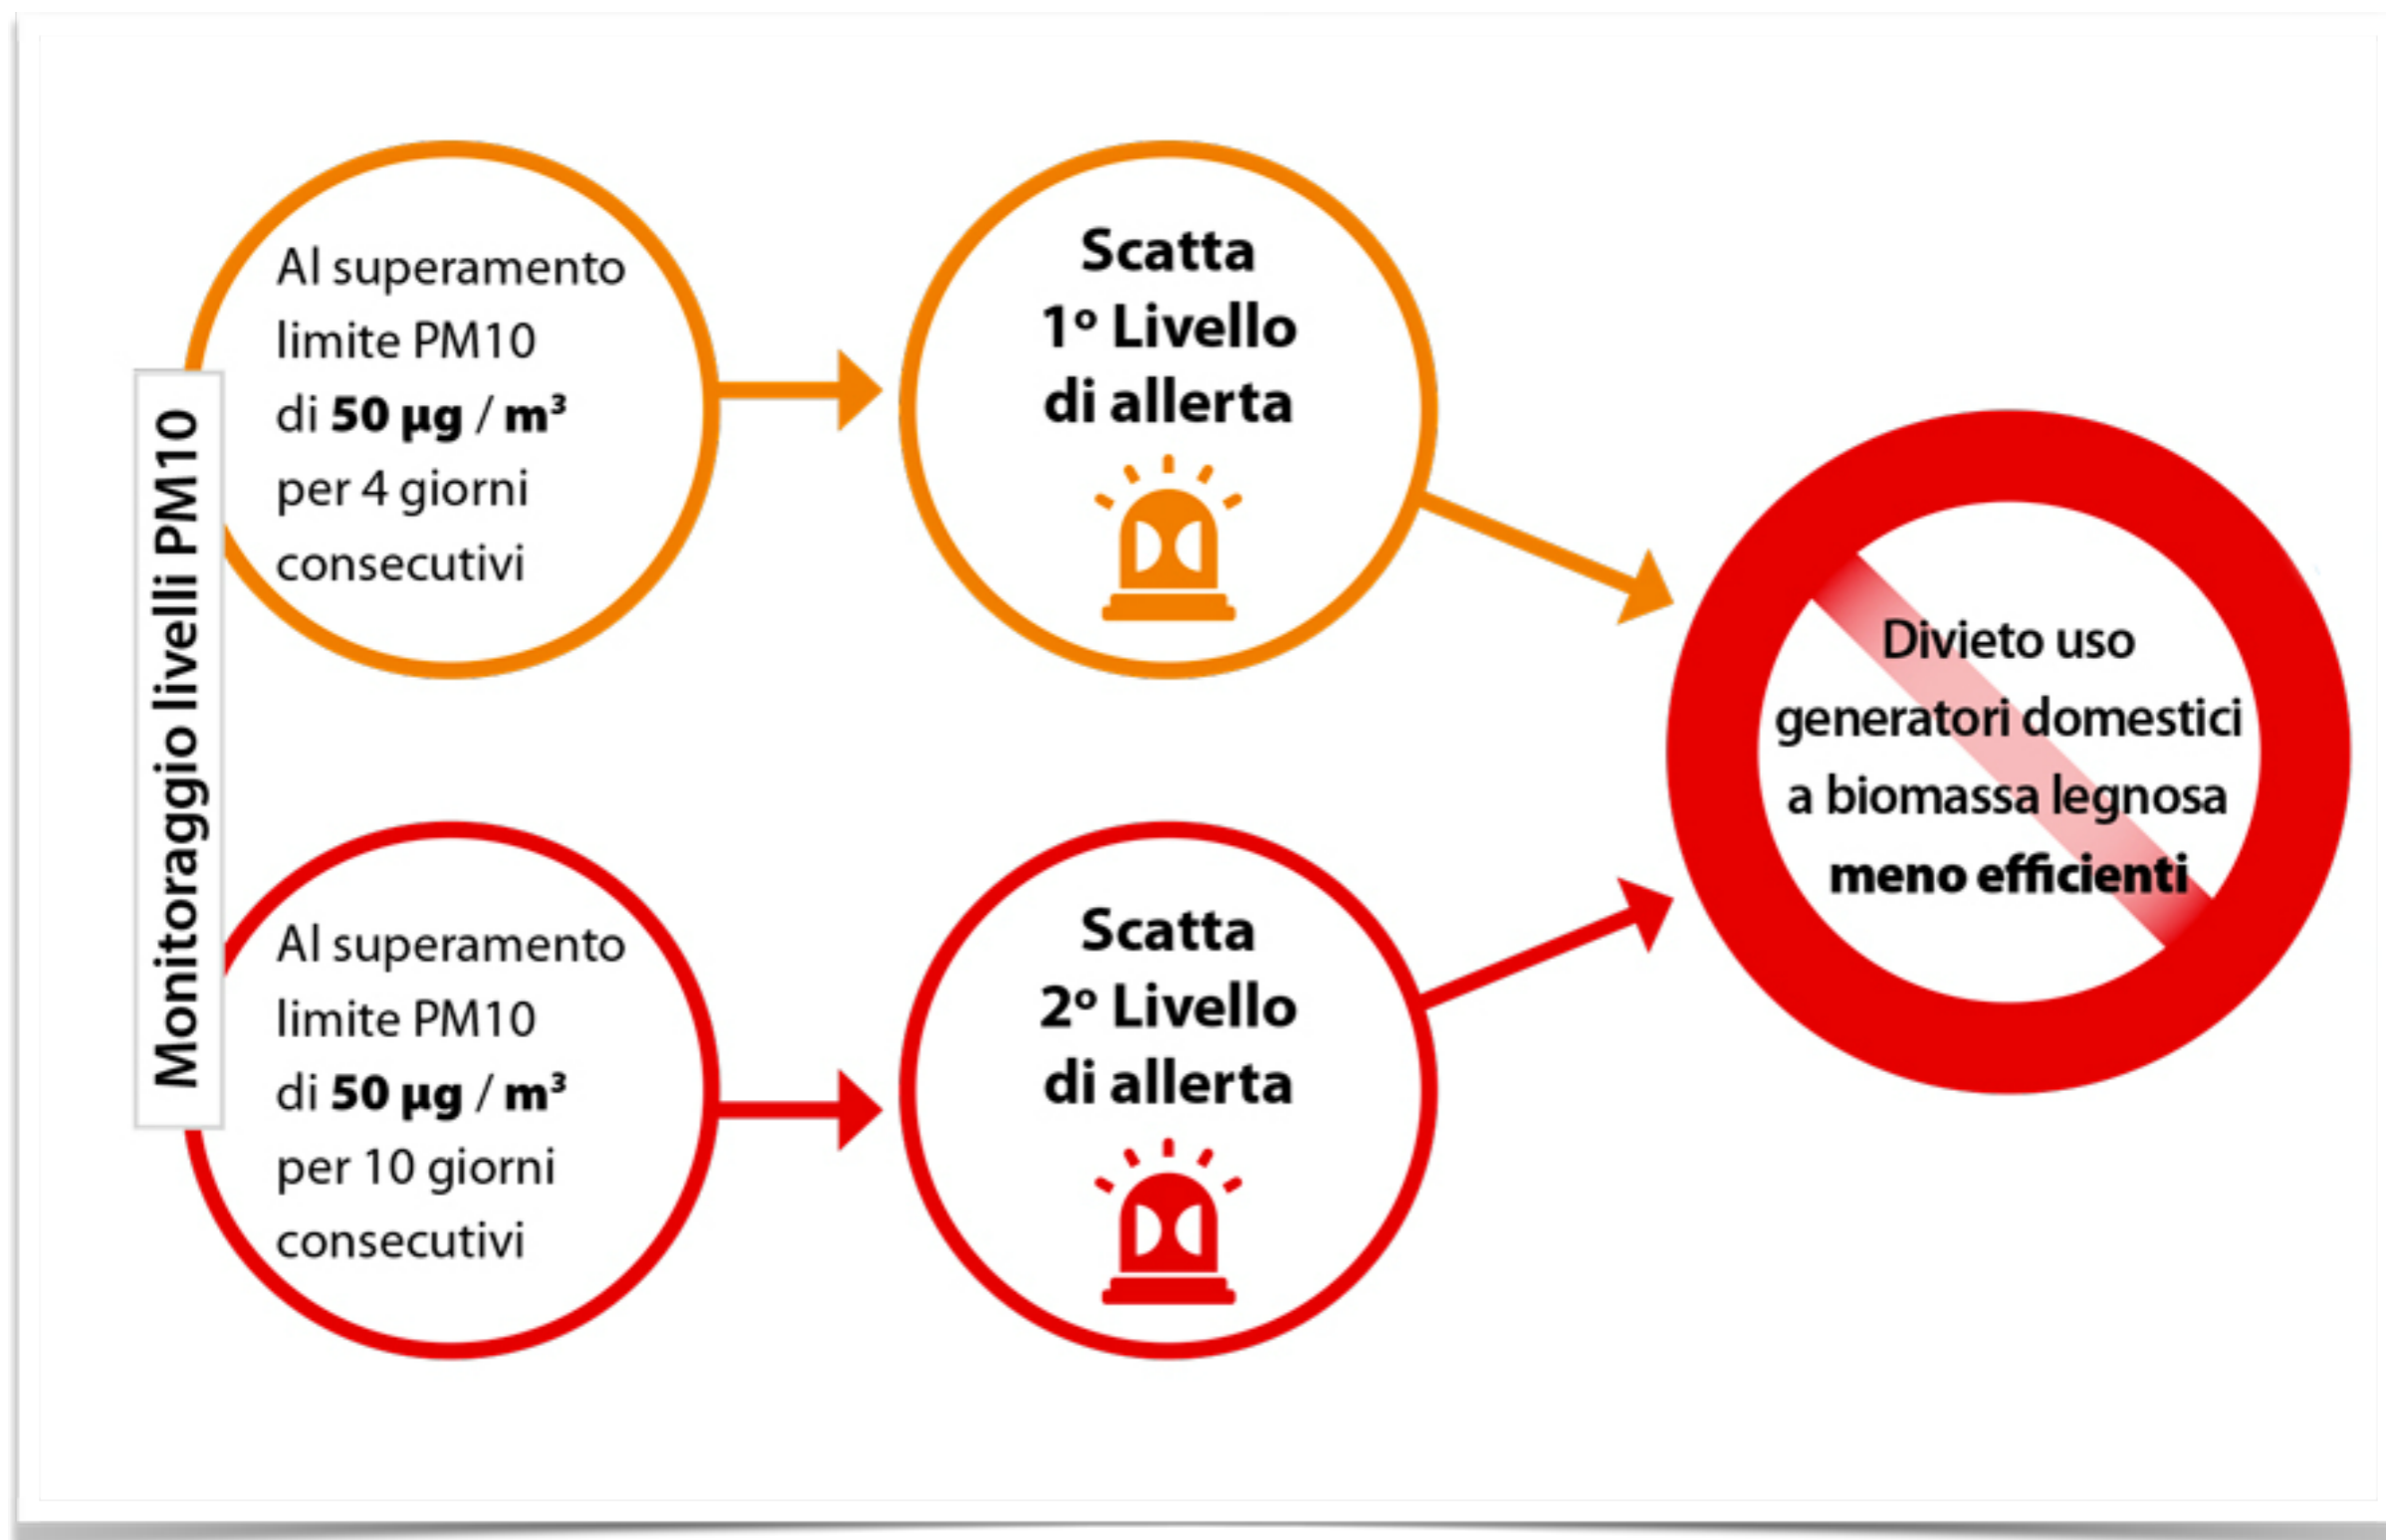 Monitoraggio livelli PM10
Al superamento
limite PM10
di 50 µg / m³
per 4 giorni
consecutivi
Scatta
1º Livello
di allerta
Al superamento
limite PM10
di 50 µg / m³
per 10 giorni
consecutivi
Scatta
2º Livello
di allerta
Divieto uso
generatori domestici
a biomassa legnosa
meno efficienti